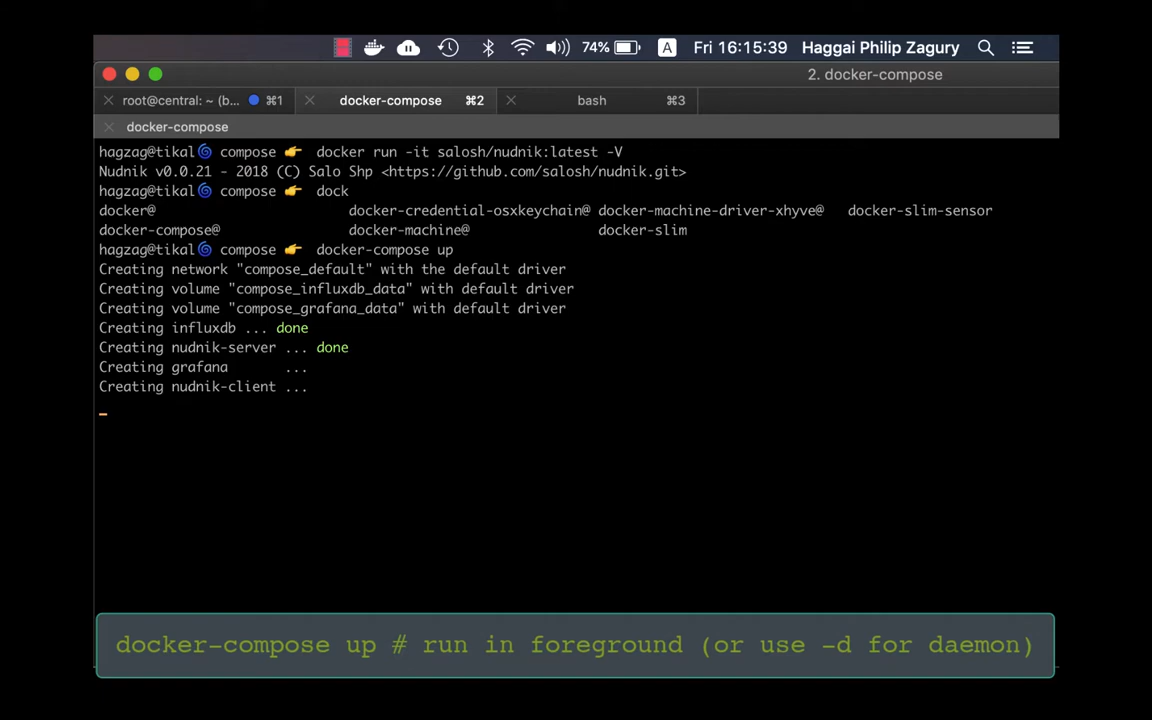 74% A Fri 16:15:39 Haggai Philip Zagury
2. docker-compose
root@central: ~ (b... ⌘1 docker-compose ⌘2 bash ⌘3
docker-compose
hagzag@tikal🌀 compose 👉 docker run -it salosh/nudnik:latest -V
Nudnik v0.0.21 - 2018 (C) Salo Shp <https://github.com/salosh/nudnik.git>
hagzag@tikal🌀 compose 👉 dock
docker@ docker-credential-osxkeychain@ docker-machine-driver-xhyve@ docker-slim-sensor
docker-compose@ docker-machine@ docker-slim
hagzag@tikal🌀 compose 👉 docker-compose up
Creating network "compose_default" with the default driver
Creating volume "compose_influxdb_data" with default driver
Creating volume "compose_grafana_data" with default driver
Creating influxdb ... done
Creating nudnik-server ... done
Creating grafana ...
Creating nudnik-client ...
docker-compose up # run in foreground (or use -d for daemon)